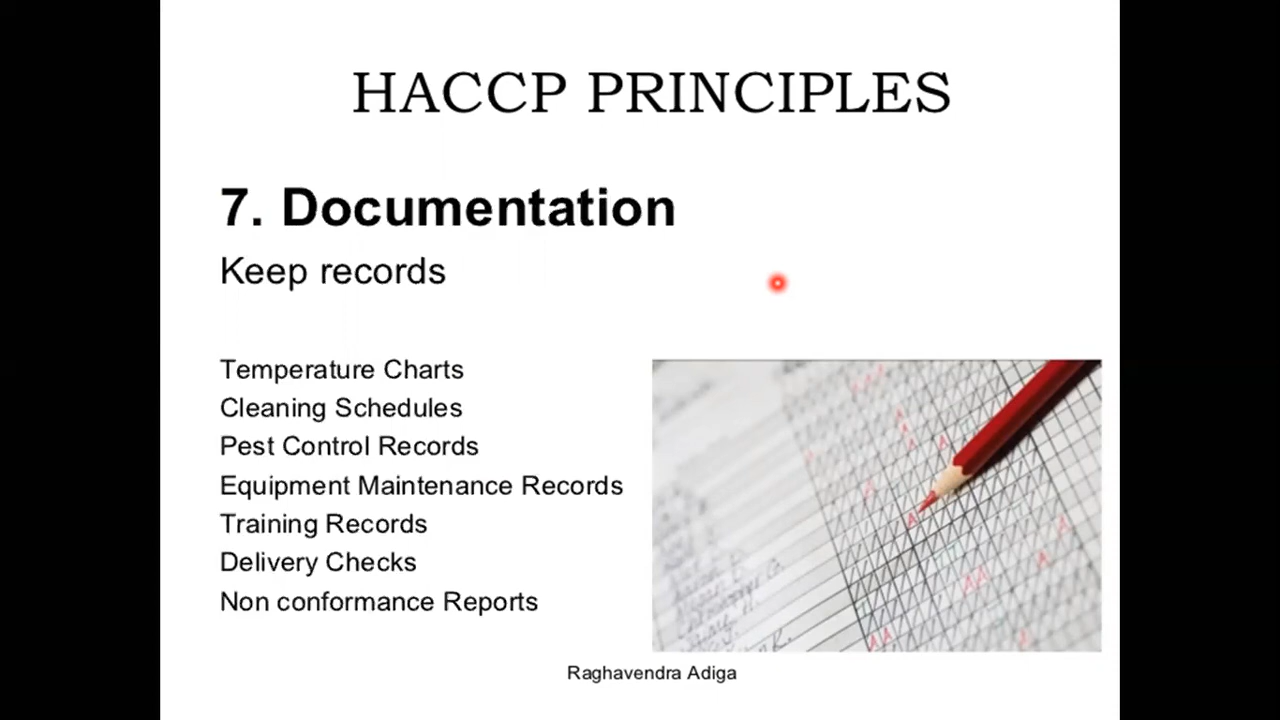 HACCP PRINCIPLES
7. Documentation
Keep records
Temperature Charts
Cleaning Schedules
Pest Control Records
Equipment Maintenance Records
Training Records
Delivery Checks
Non conformance Reports
Raghavendra Adiga